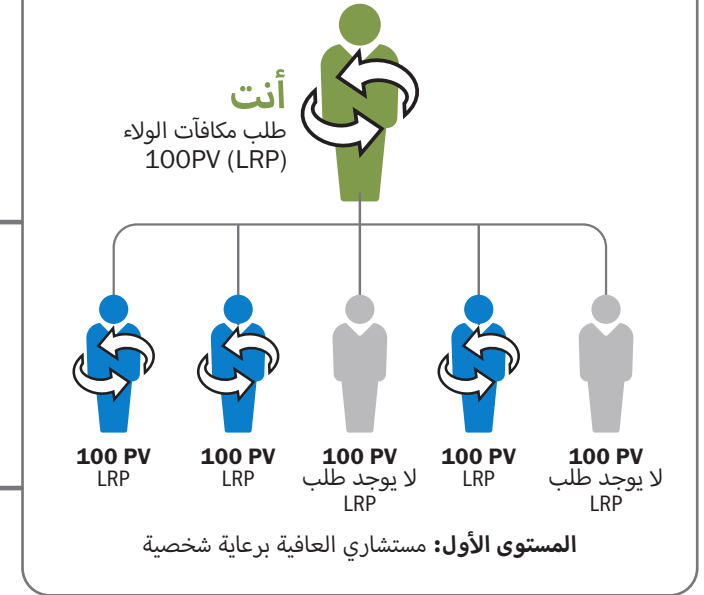 أنت
طلب مكافآت الولاء
100PV (LRP)
100 PV
LRP
100 PV
LRP
100 PV
لا يوجد طلب
LRP
100 PV
LRP
100 PV
لا يوجد طلب
LRP
المستوى الأول: مستشاري العافية برعاية شخصية